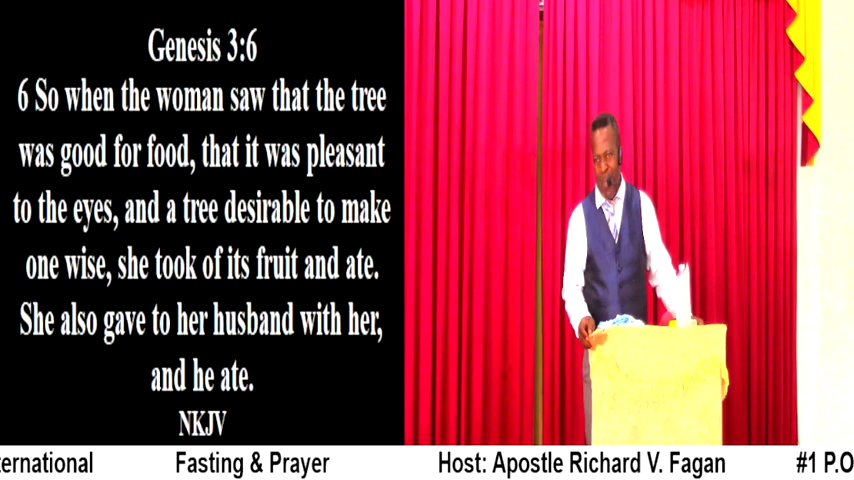 Genesis 3:6
6 So when the woman saw that the tree
was good for food, that it was pleasant
to the eyes, and a tree desirable to make
one wise, she took of its fruit and ate.
She also gave to her husband with her,
and he ate.
NKJV
ternational Fasting & Prayer Host: Apostle Richard V. Fagan #1 P.O